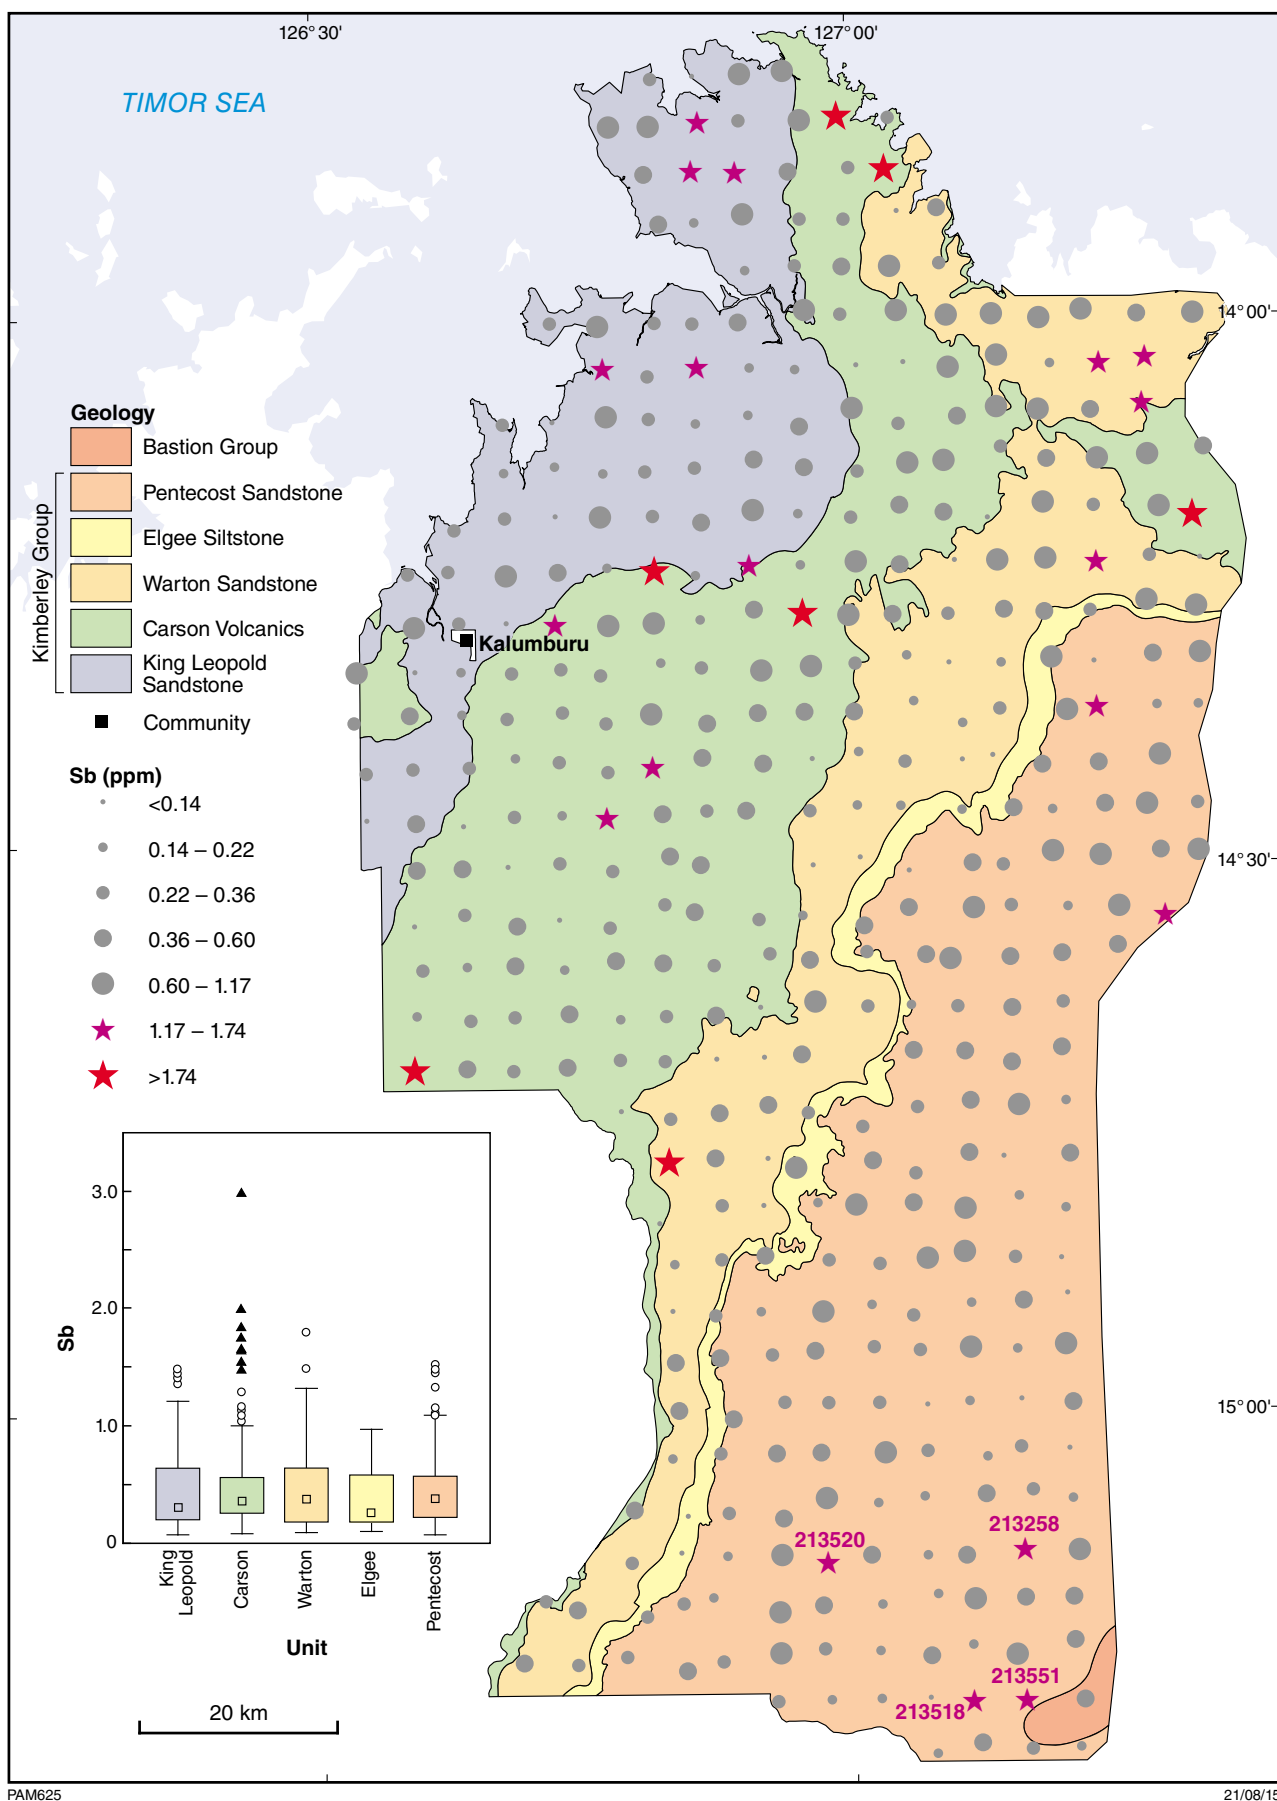 126°30'
127°00'
TIMOR SEA
14°00'
Geology
Bastion Group
Kimberley Group
Pentecost Sandstone
Elgee Siltstone
Warton Sandstone
Carson Volcanics
King Leopold
Sandstone
Community
Kalumburu
Sb (ppm)
<0.14
0.14 – 0.22
0.22 – 0.36
0.36 – 0.60
0.60 – 1.17
1.17 – 1.74
>1.74
14°30'
3.0
2.0
1.0
0
Sb
King
Leopold
Carson
Warton
Elgee
Pentecost
Unit
15°00'
213520
213258
213551
213518
20 km
PAM625
21/08/15